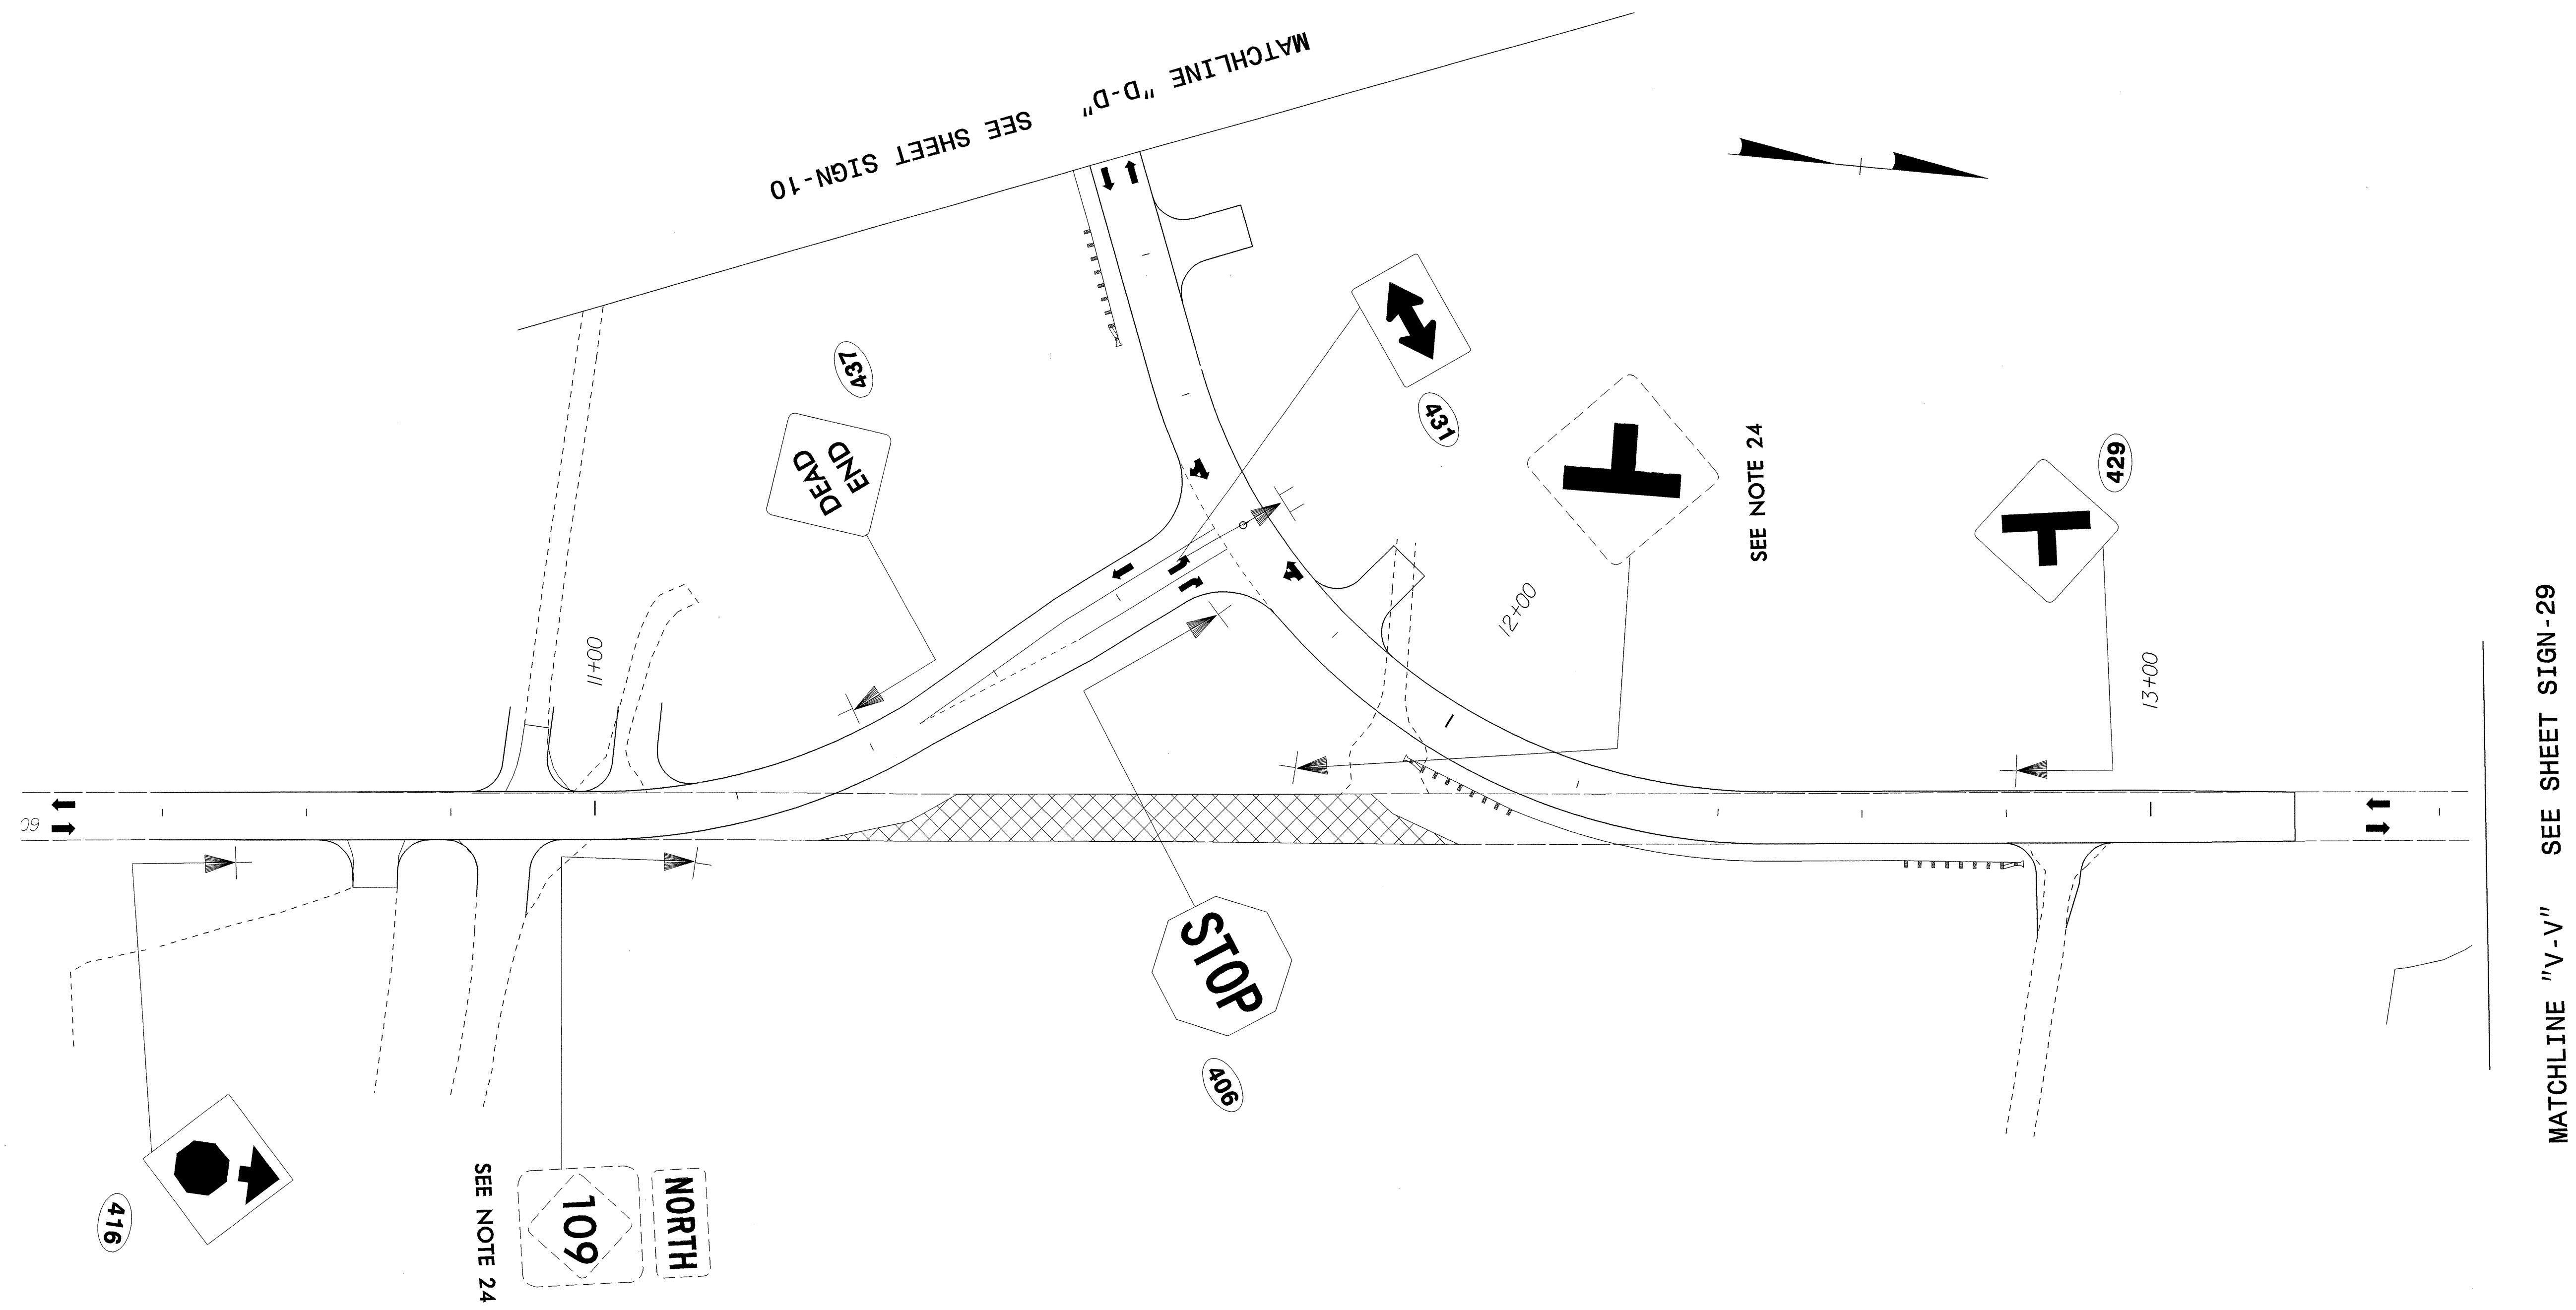 MATCHLINE "D-D" SEE SHEET SIGN-10
437
DEAD
END
431
SEE NOTE 24
429
11+00
12+00
13+00
STOP
406
416
SEE NOTE 24
109
NORTH
MATCHLINE "V-V" SEE SHEET SIGN-29